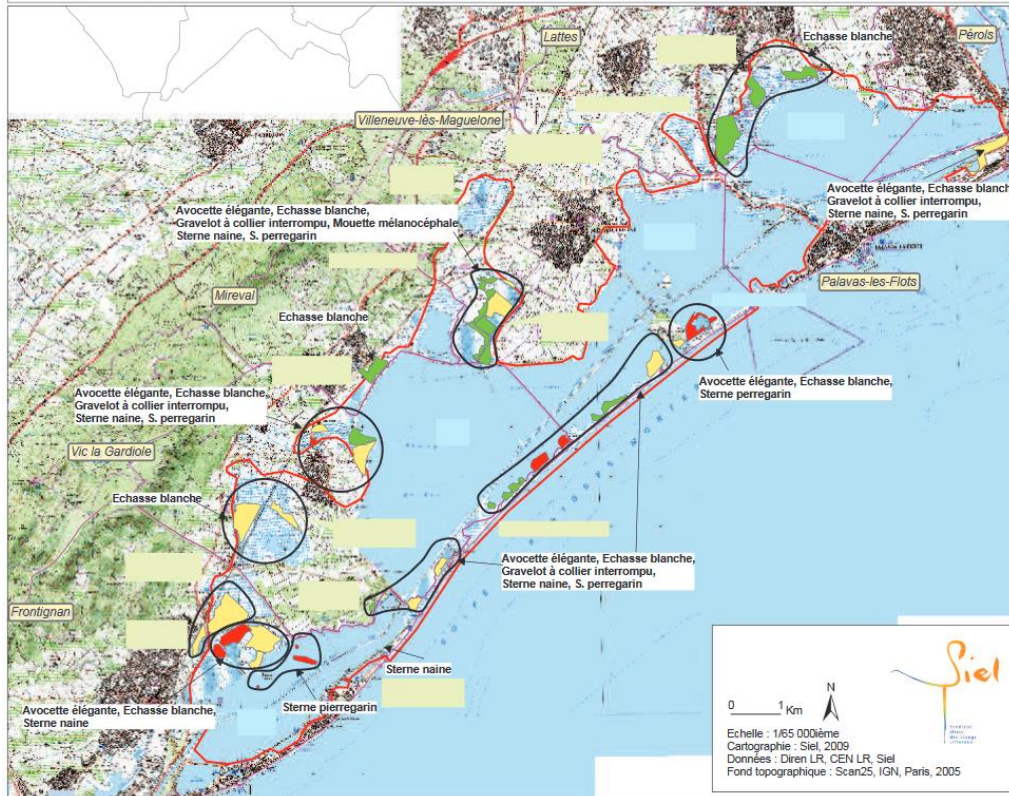 Lattes
Echasse blanche
Pérols
Villeneuve-lès-Maguelone
Avocette élégante, Echasse blanch
Gravelot à collier interrompu,
Sterne naine, S. perregarin
Avocette élégante, Echasse blanche,
Gravelot à collier interrompu, Mouette mélanocéphale
Sterne naine, S. perregarin
Palavas-les-Flots
Mireval
Echasse blanche
Avocette élégante, Echasse blanche,
Sterne perregarin
Avocette élégante, Echasse blanche,
Gravelot à collier interrompu,
Sterne naine, S. perregarin
Vic la Gardiole
Echasse blanche
Avocette élégante, Echasse blanche,
Gravelot à collier interrompu,
Sterne naine, S. perregarin
Frontignan
Sterne naine
Sterne pierregarin
Avocette élégante, Echasse blanche,
Sterne naine
Siel
N
0 1 Km
Echelle : 1/65 000ième
Cartographie : Siel, 2009
Données : Diren LR, CEN LR, Siel
Fond topographique : Scan25, IGN, Paris, 2005